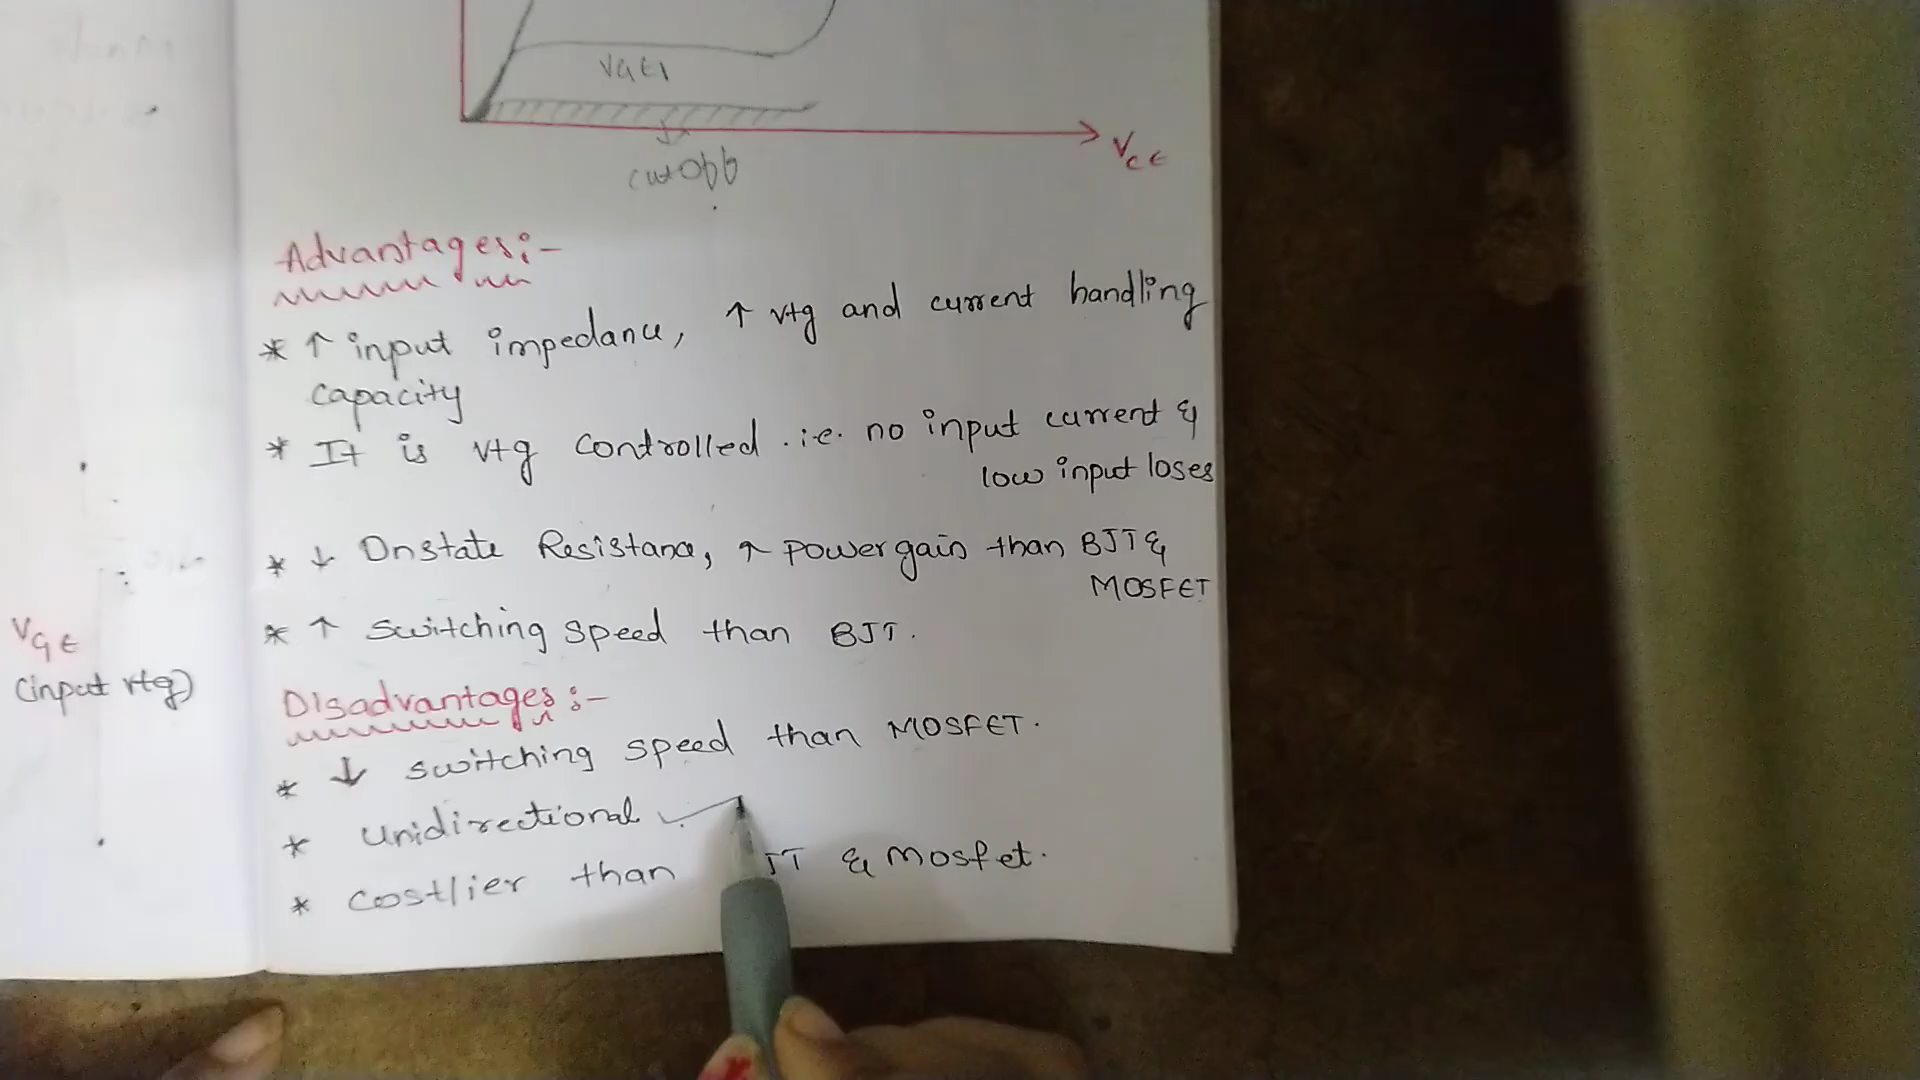 VGE1
VCE
cutoff
Advantages:-
* ↑ input impedance, ↑ vtg and current handling
capacity
* It is vtg controlled .i.e. no input current &
low input loses
* ↓ Onstate Resistance, ↑ power gain than BJT &
MOSFET
* ↑ switching speed than BJT.
VGE
(input vtg)
Disadvantages:-
* ↓ switching speed than MOSFET.
* unidirectional
* costlier than JT & Mosfet.